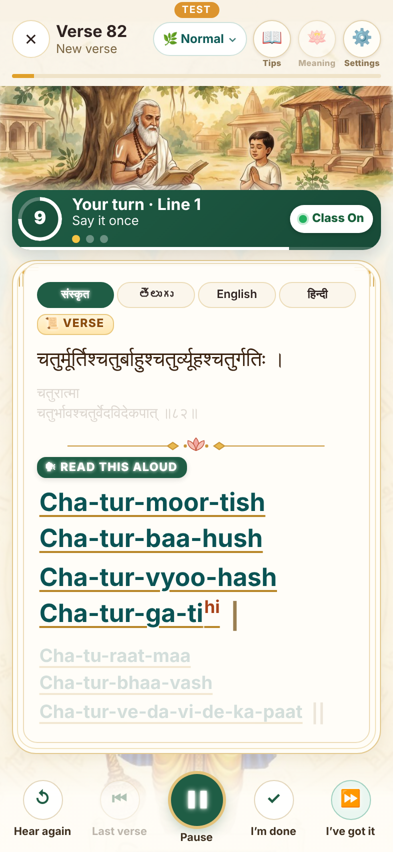 TEST
Verse 82
New verse
Normal
Tips
Meaning
Settings
9
Your turn · Line 1
Say it once
Class On
संस्कृत
తెలుగు
English
हिन्दी
VERSE
चतुर्मूर्तिश्चतुर्बाहुश्चतुर्व्यूहश्चतुर्गतिः ।
चतुरात्मा
चतुर्भावश्चतुर्वेदविदेकपात् ॥८२॥
READ THIS ALOUD
Cha-tur-moor-tish
Cha-tur-baa-hush
Cha-tur-vyoo-hash
Cha-tur-ga-tihi |
Cha-tu-raat-maa
Cha-tur-bhaa-vash
Cha-tur-ve-da-vi-de-ka-paat ||
Hear again
Last verse
Pause
I'm done
I've got it